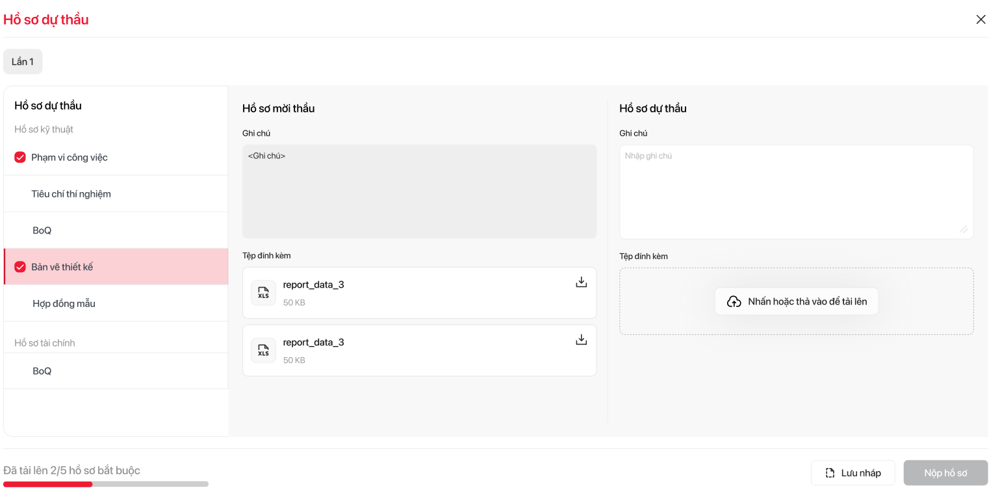 Hồ sơ dự thầu
Lần 1
Hồ sơ dự thầu
Hồ sơ kỹ thuật
Phạm vi công việc
Tiêu chí thí nghiệm
BoQ
Bản vẽ thiết kế
Hợp đồng mẫu
Hồ sơ tài chính
BoQ
Hồ sơ mời thầu
Ghi chú
<Ghi chú>
Tệp đính kèm
XLS
report_data_3
50 KB
XLS
report_data_3
50 KB
Hồ sơ dự thầu
Ghi chú
Nhập ghi chú
Tệp đính kèm
Nhấn hoặc thả vào để tải lên
Đã tải lên 2/5 hồ sơ bắt buộc
Lưu nháp
Nộp hồ sơ